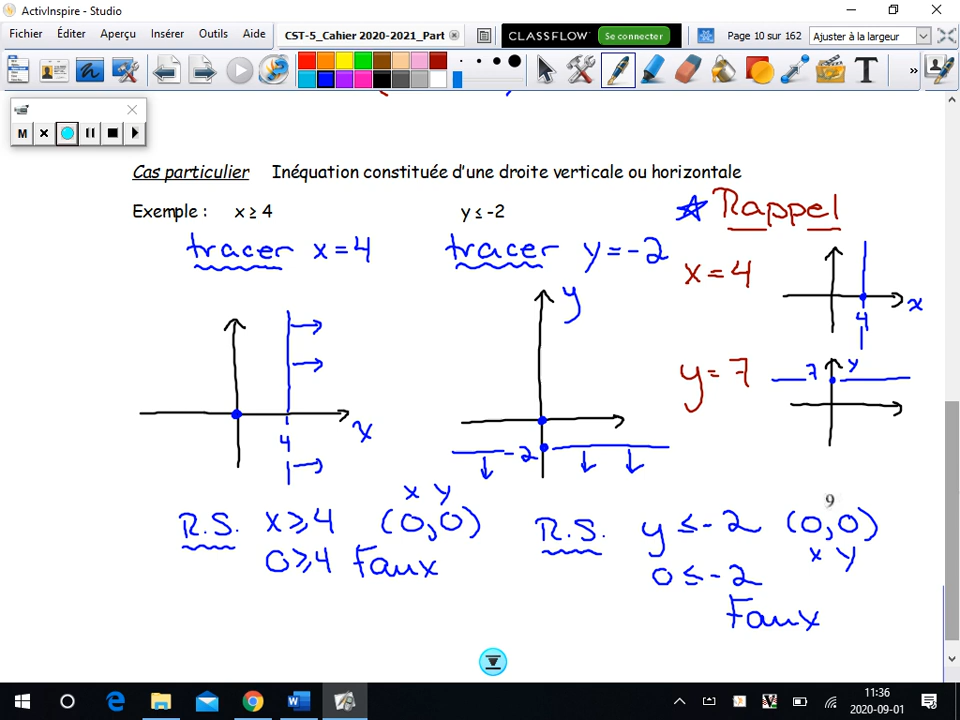 ActivInspire - Studio
Fichier Éditer Aperçu Insérer Outils Aide CST-5_Cahier 2020-2021_Part CLASSFLOW Se connecter Page 10 sur 162 Ajuster à la largeur
T »
M
Cas particulier Inéquation constituée d'une droite verticale ou horizontale
Exemple : x ≥ 4 y ≤ -2
Rappel
tracer x = 4 tracer y = -2
x = 4
x
4
y
y = 7
7 y
x
4
-2
9
x y
R.S. x ≥ 4 (0,0) R.S. y ≤ -2 (0,0)
x y
0 ≥ 4 Faux 0 ≤ -2
Faux
11:36
2020-09-01